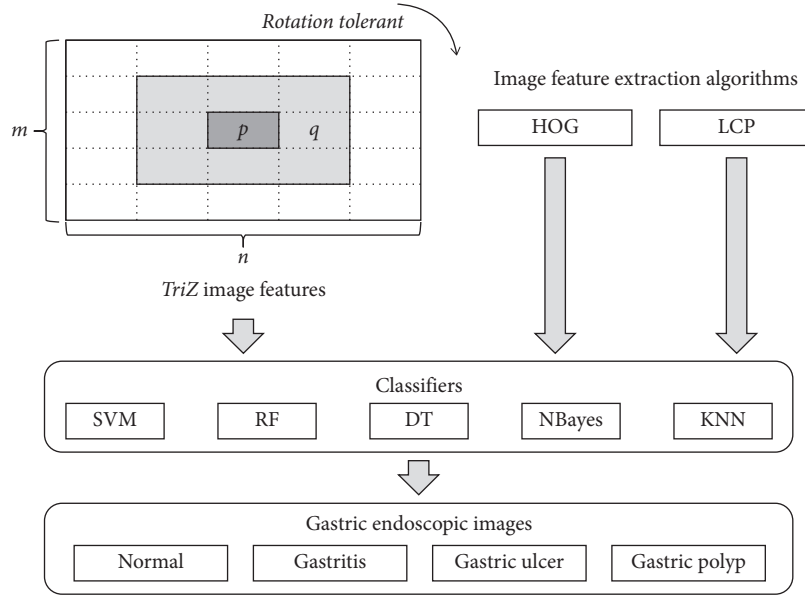 Rotation tolerant
Image feature extraction algorithms
HOG
LCP
m
p
q
n
TriZ image features
Classifiers
SVM
RF
DT
NBayes
KNN
Gastric endoscopic images
Normal
Gastritis
Gastric ulcer
Gastric polyp